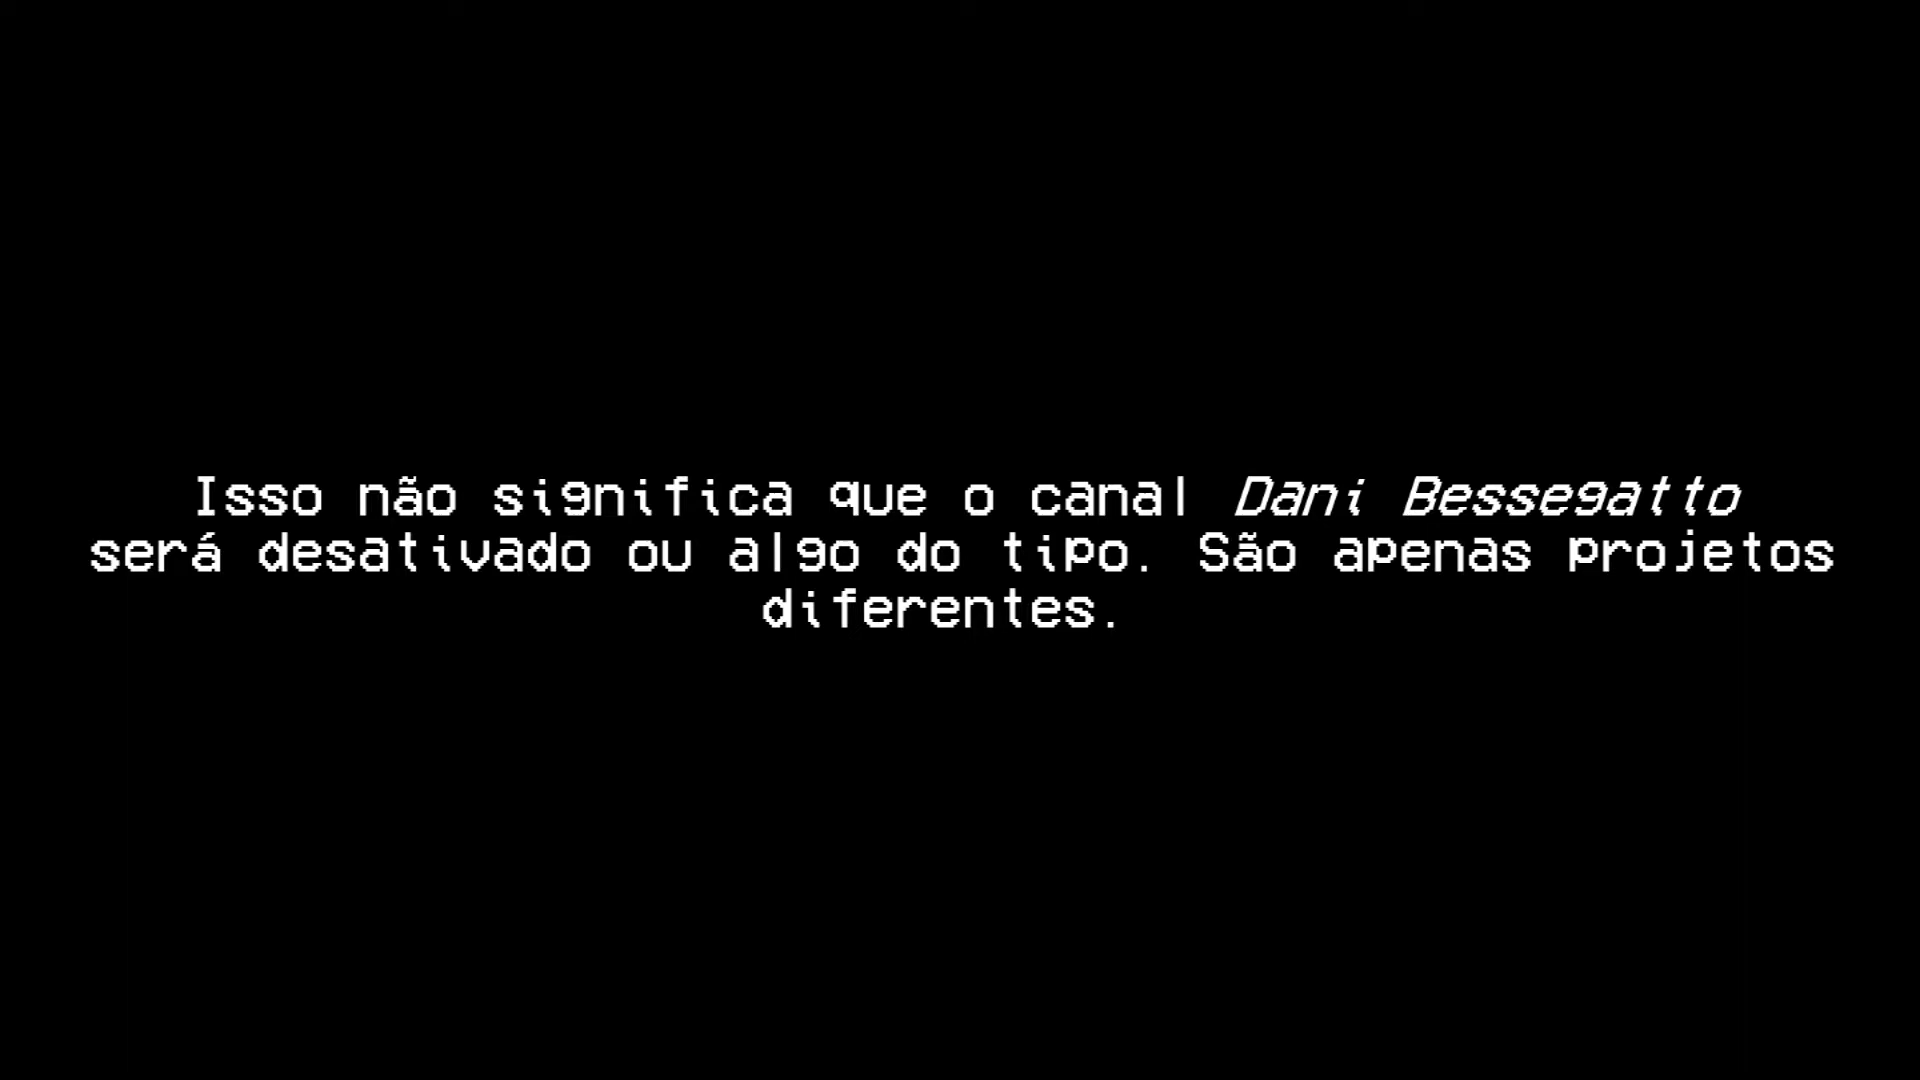 Isso não significa que o canal Dani Bessegatto
será desativado ou algo do tipo. São apenas projetos
diferentes.